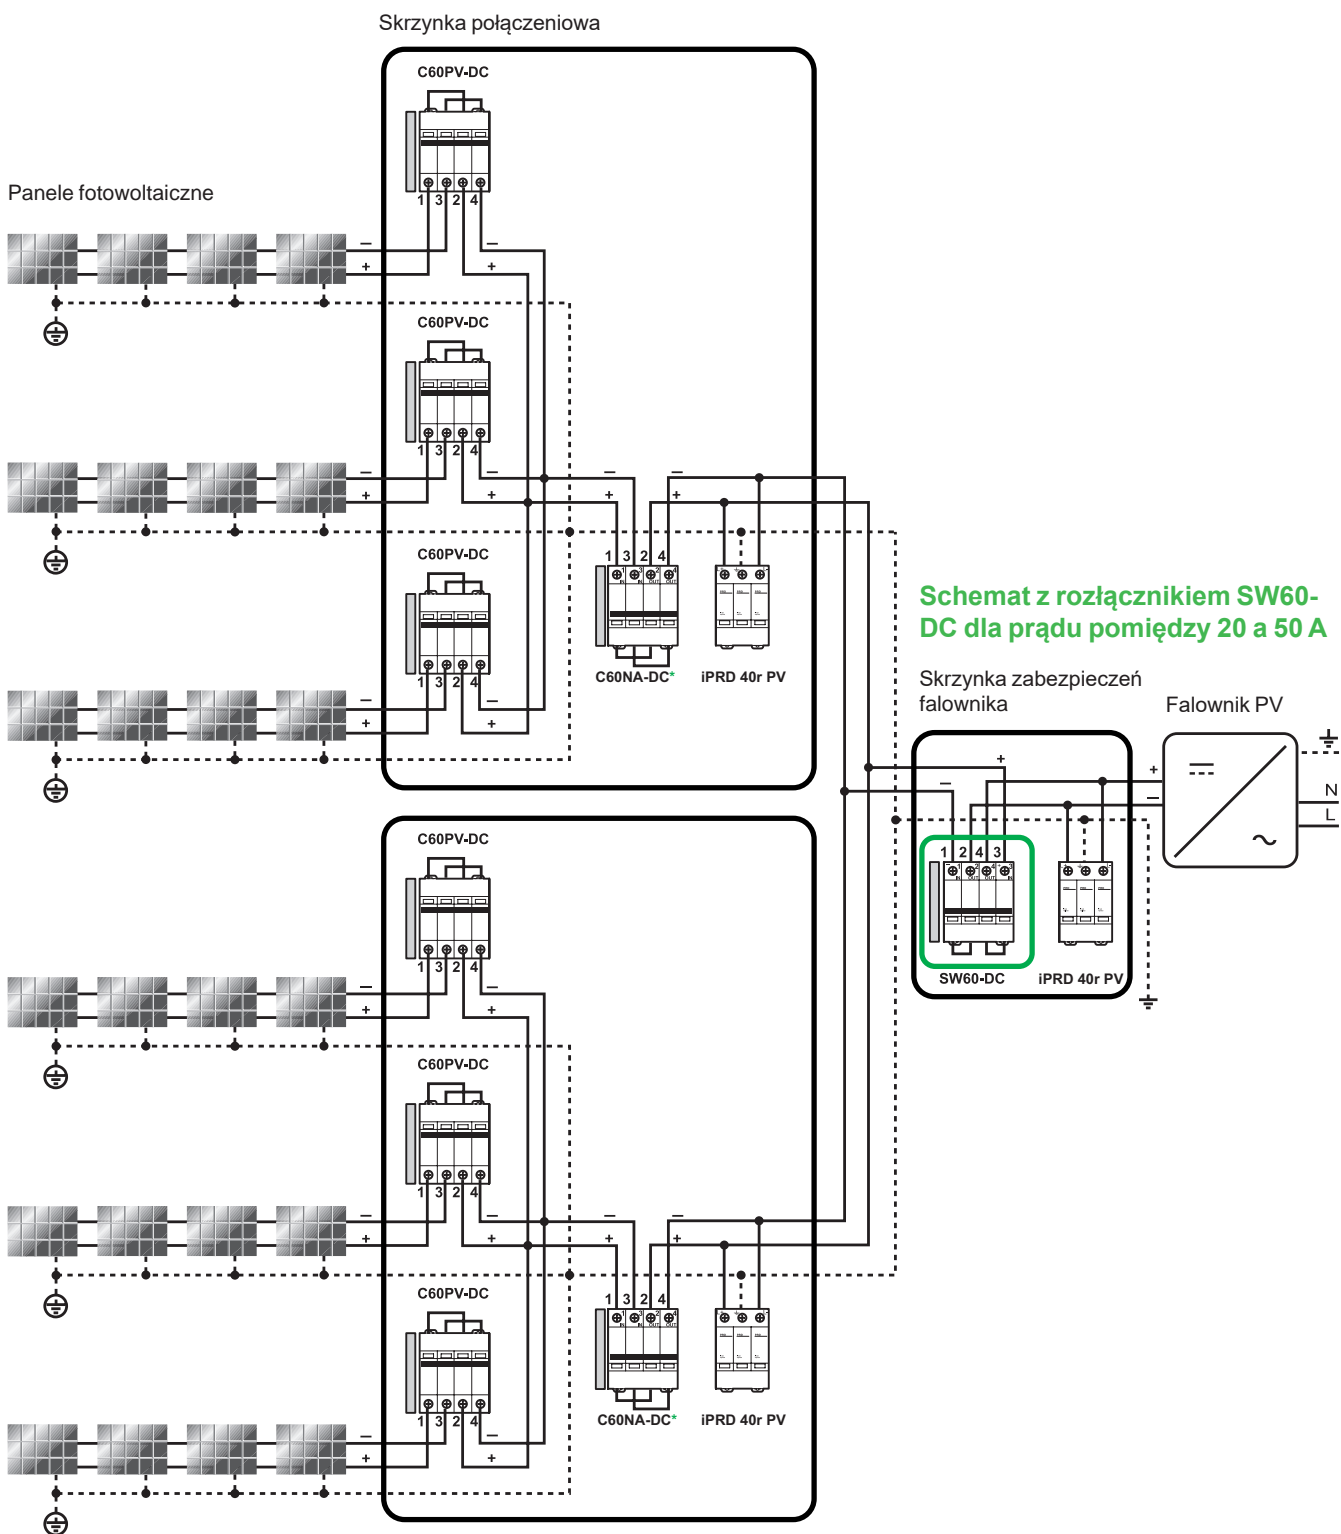 Skrzynka połączeniowa
C60PV-DC
1 3 2 4
Panele fotowoltaiczne
− −
+ +
C60PV-DC
1 3 2 4
− − − −
+ + + +
C60PV-DC
1 3 2 4
1 3 2 4
C60NA-DC*
iPRD 40r PV
− −
+ +
Schemat z rozłącznikiem SW60-
DC dla prądu pomiędzy 20 a 50 A
Skrzynka zabezpieczeń
falownika
Falownik PV
+ +
− −
N
L
1 2 4 3
SW60-DC
iPRD 40r PV
C60PV-DC
1 3 2 4
− −
+ +
C60PV-DC
1 3 2 4
− − − −
+ + + +
C60PV-DC
1 3 2 4
1 3 2 4
C60NA-DC*
iPRD 40r PV
− −
+ +